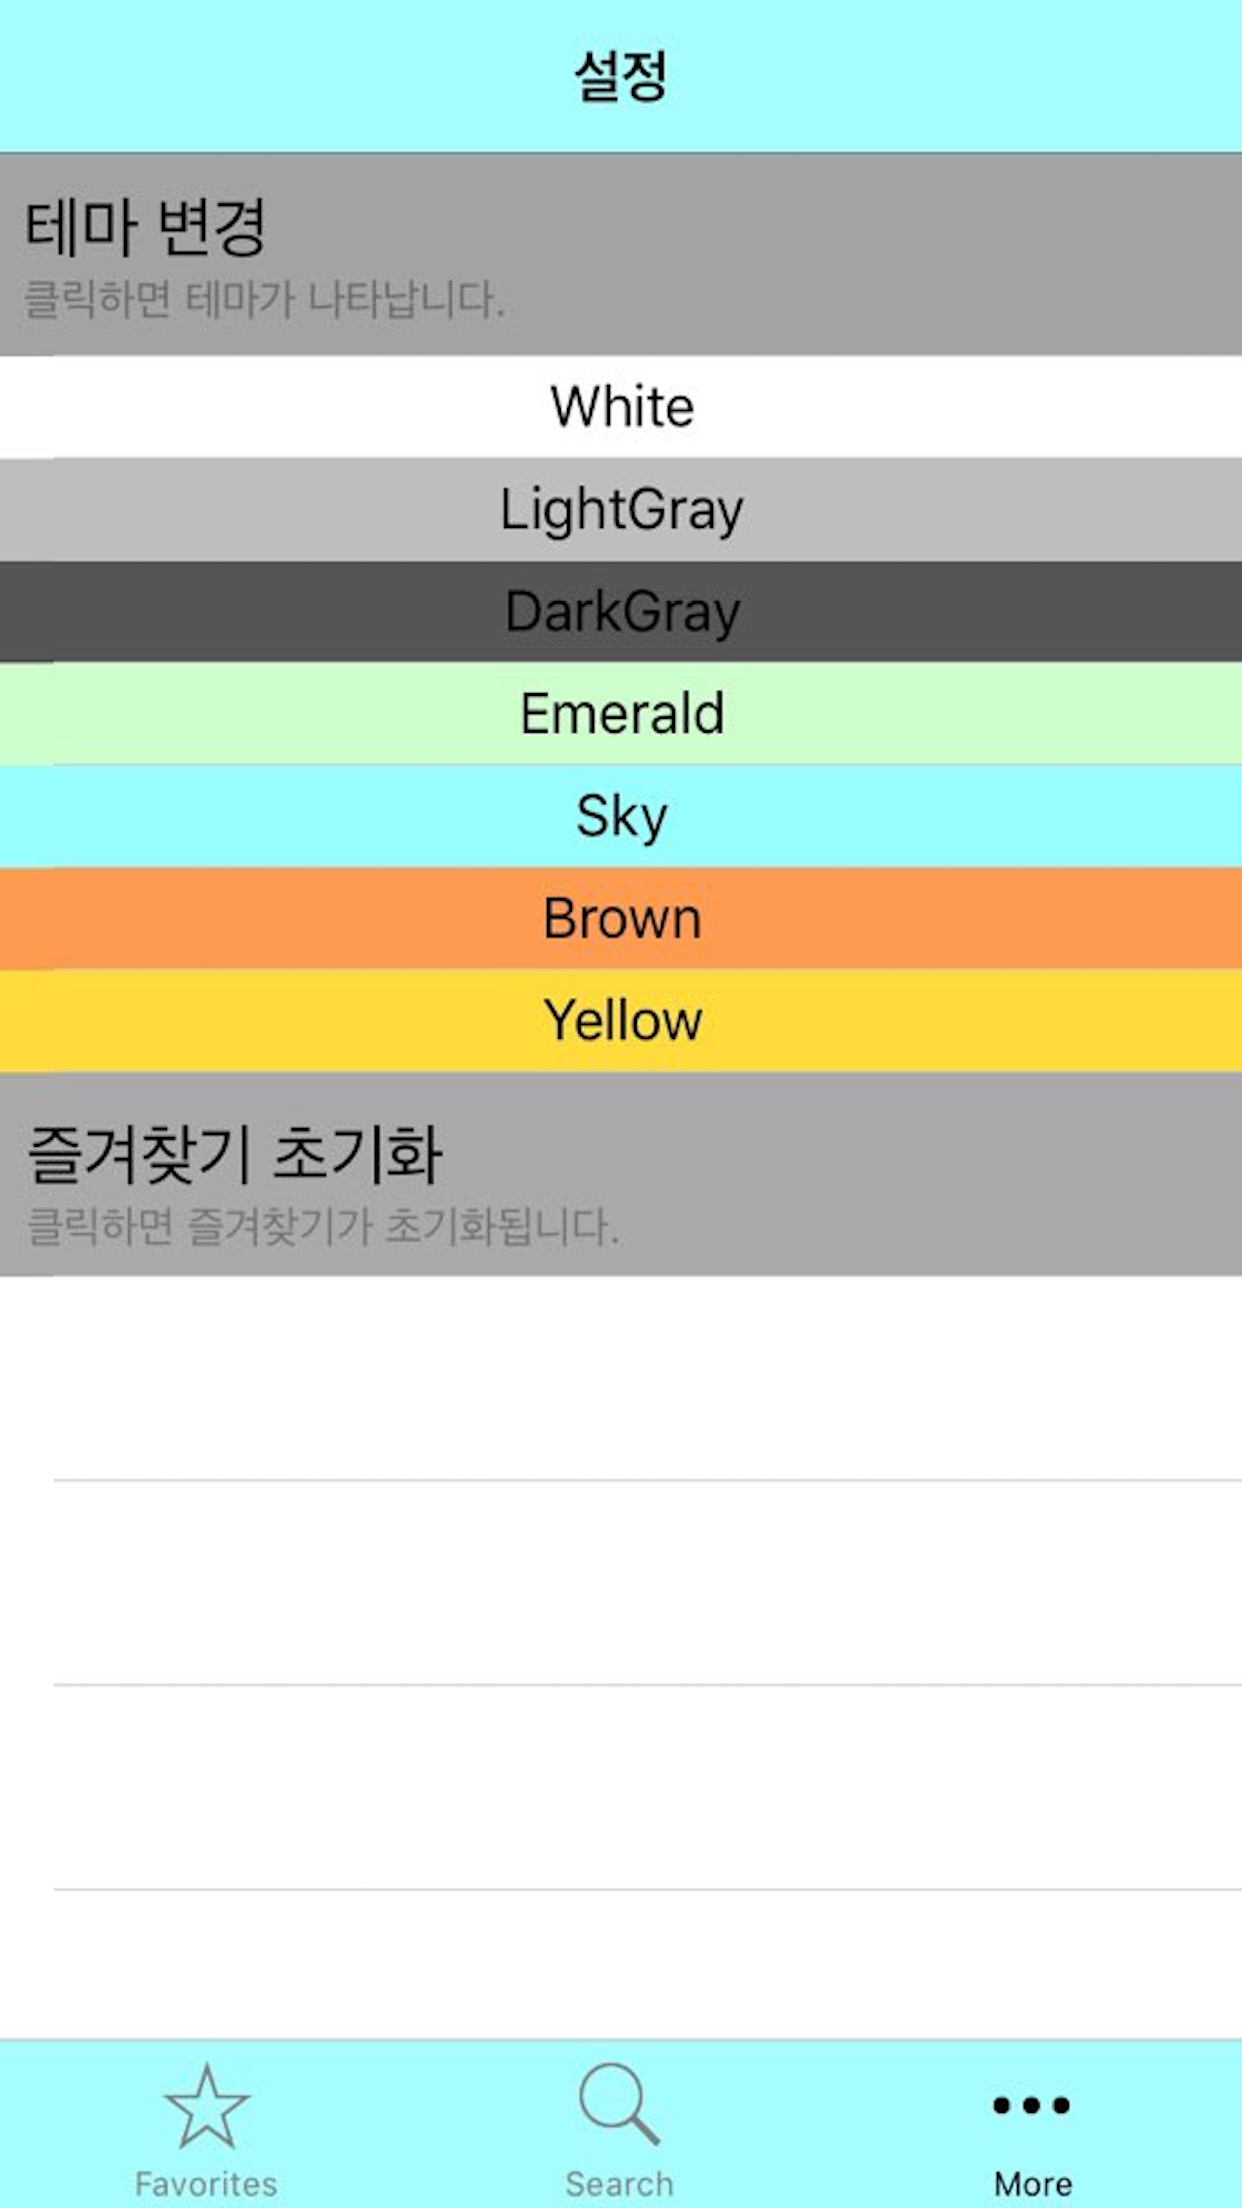 설정
테마 변경
클릭하면 테마가 나타납니다.
White
LightGray
DarkGray
Emerald
Sky
Brown
Yellow
즐겨찾기 초기화
클릭하면 즐겨찾기가 초기화됩니다.
Favorites
Search
More